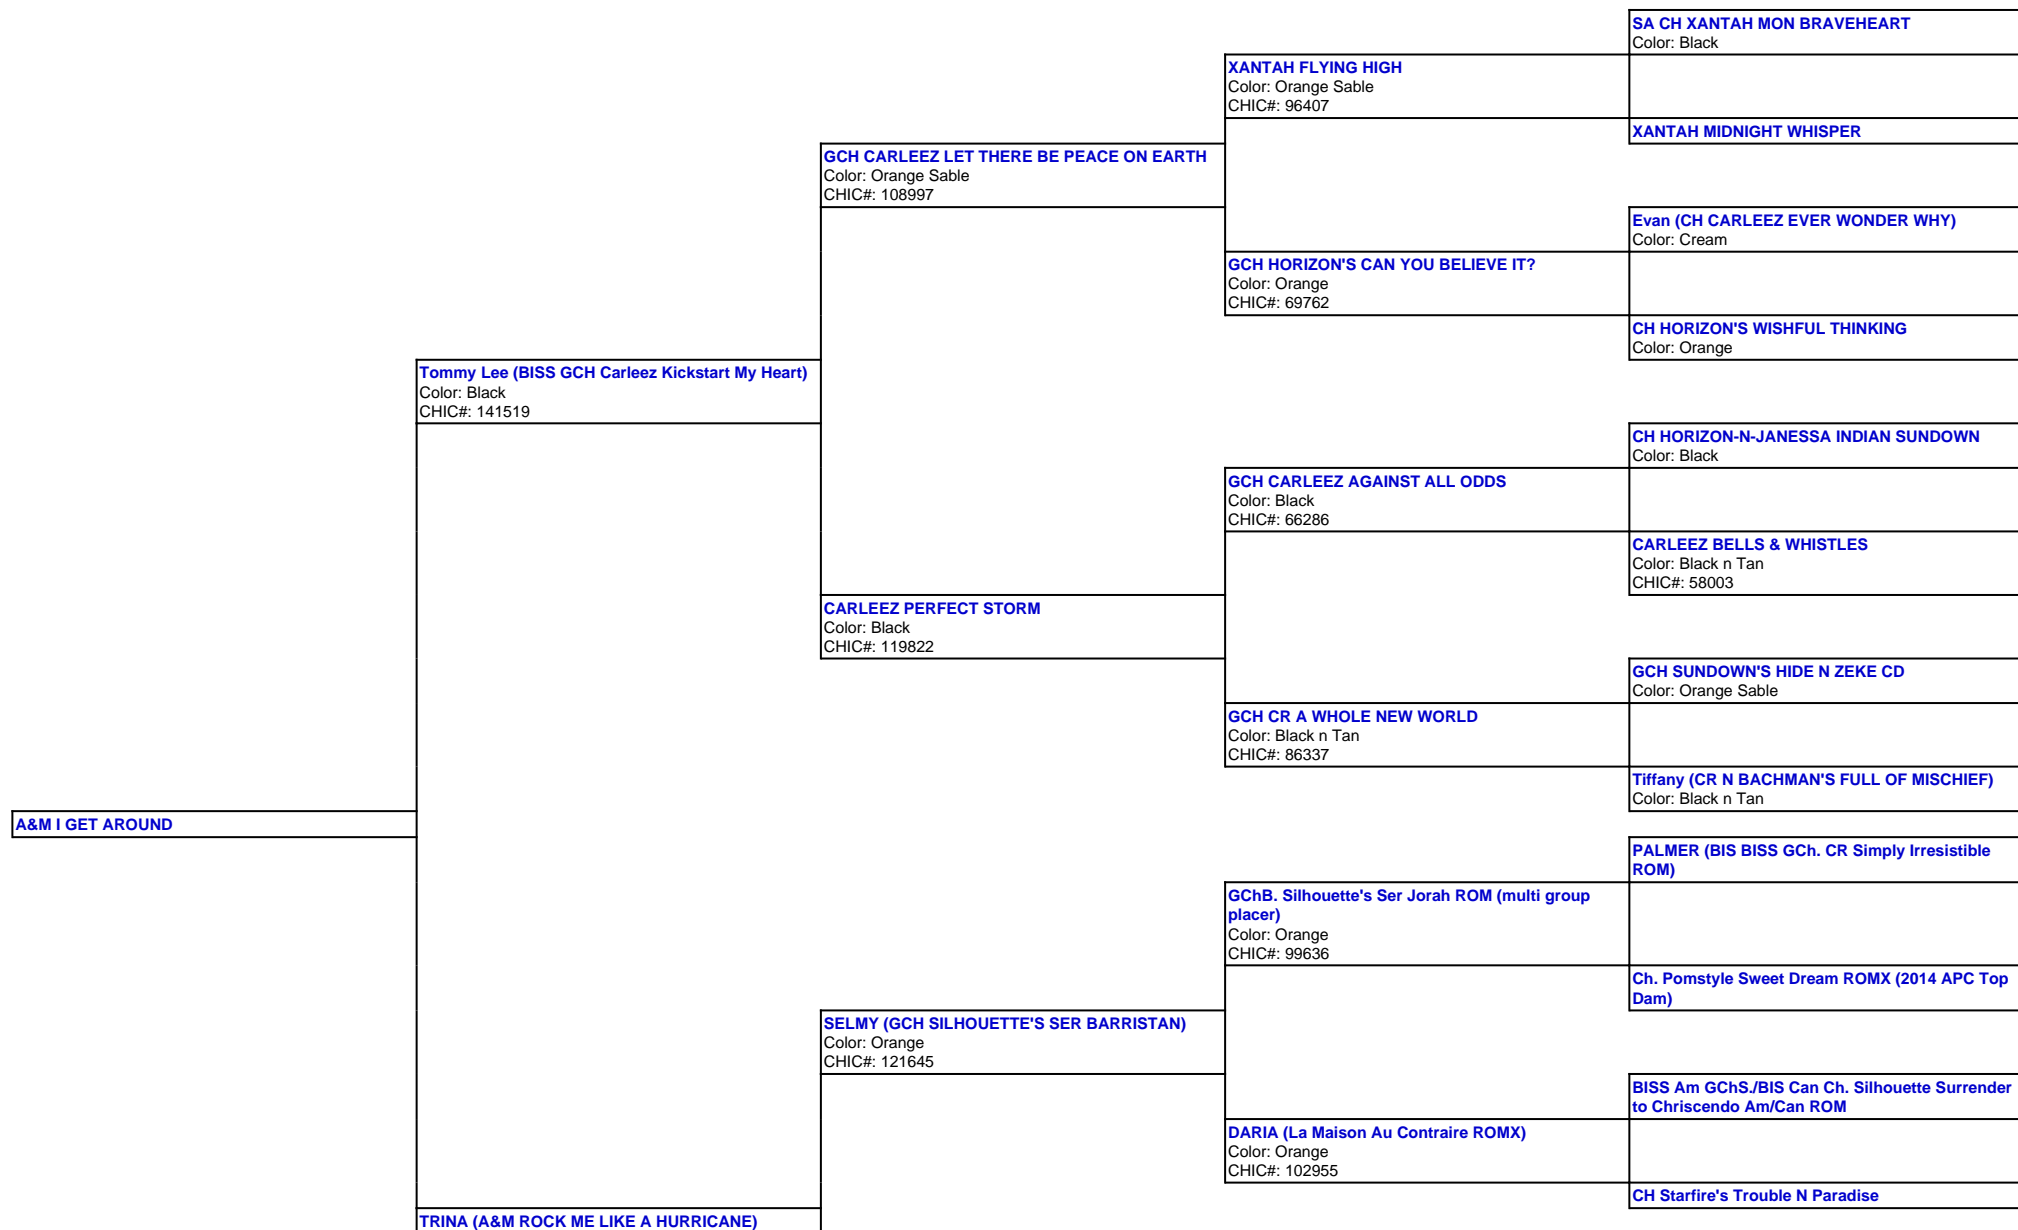 SA CH XANTAH MON BRAVEHEART
Color: Black
XANTAH FLYING HIGH
Color: Orange Sable
CHIC#: 96407
XANTAH MIDNIGHT WHISPER
GCH CARLEEZ LET THERE BE PEACE ON EARTH
Color: Orange Sable
CHIC#: 108997
Evan (CH CARLEEZ EVER WONDER WHY)
Color: Cream
GCH HORIZON'S CAN YOU BELIEVE IT?
Color: Orange
CHIC#: 69762
CH HORIZON'S WISHFUL THINKING
Color: Orange
Tommy Lee (BISS GCH Carleez Kickstart My Heart)
Color: Black
CHIC#: 141519
CH HORIZON-N-JANESSA INDIAN SUNDOWN
Color: Black
GCH CARLEEZ AGAINST ALL ODDS
Color: Black
CHIC#: 66286
CARLEEZ BELLS & WHISTLES
Color: Black n Tan
CHIC#: 58003
CARLEEZ PERFECT STORM
Color: Black
CHIC#: 119822
GCH SUNDOWN'S HIDE N ZEKE CD
Color: Orange Sable
GCH CR A WHOLE NEW WORLD
Color: Black n Tan
CHIC#: 86337
Tiffany (CR N BACHMAN'S FULL OF MISCHIEF)
Color: Black n Tan
A&M I GET AROUND
PALMER (BIS BISS GCh. CR Simply Irresistible
ROM)
GChB. Silhouette's Ser Jorah ROM (multi group
placer)
Color: Orange
CHIC#: 99636
Ch. Pomstyle Sweet Dream ROMX (2014 APC Top
Dam)
SELMY (GCH SILHOUETTE'S SER BARRISTAN)
Color: Orange
CHIC#: 121645
BISS Am GChS./BIS Can Ch. Silhouette Surrender
to Chriscendo Am/Can ROM
DARIA (La Maison Au Contraire ROMX)
Color: Orange
CHIC#: 102955
CH Starfire's Trouble N Paradise
TRINA (A&M ROCK ME LIKE A HURRICANE)